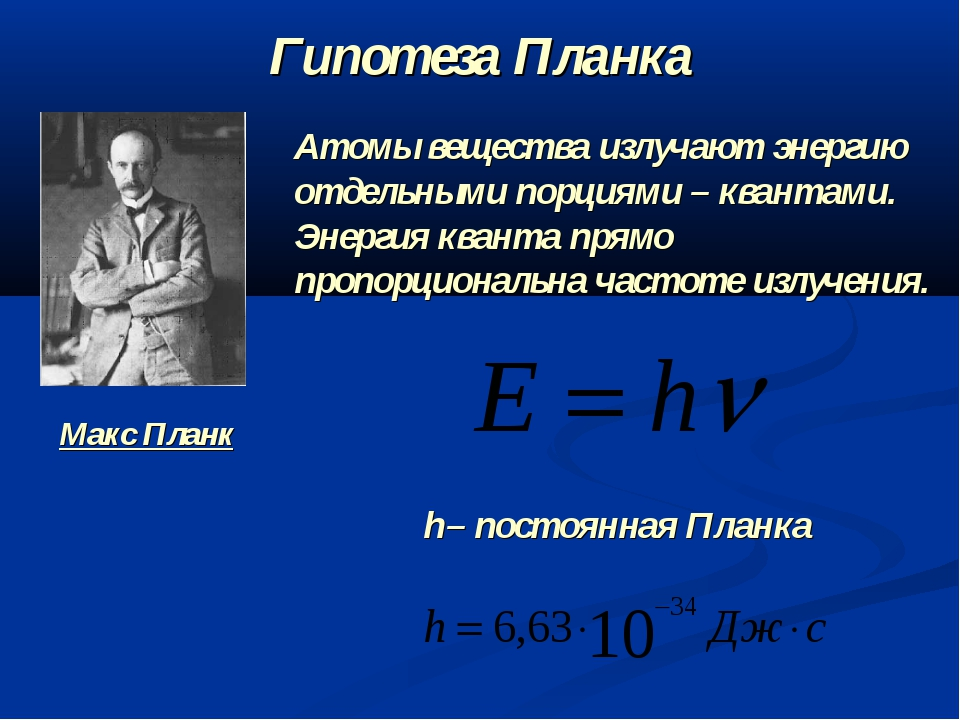 Гипотеза Планка
Атомы вещества излучают энергию
отдельными порциями – квантами.
Энергия кванта прямо
пропорциональна частоте излучения.
E = hν
Макс Планк
h– постоянная Планка
h = 6,63·10⁻³⁴ Дж·с